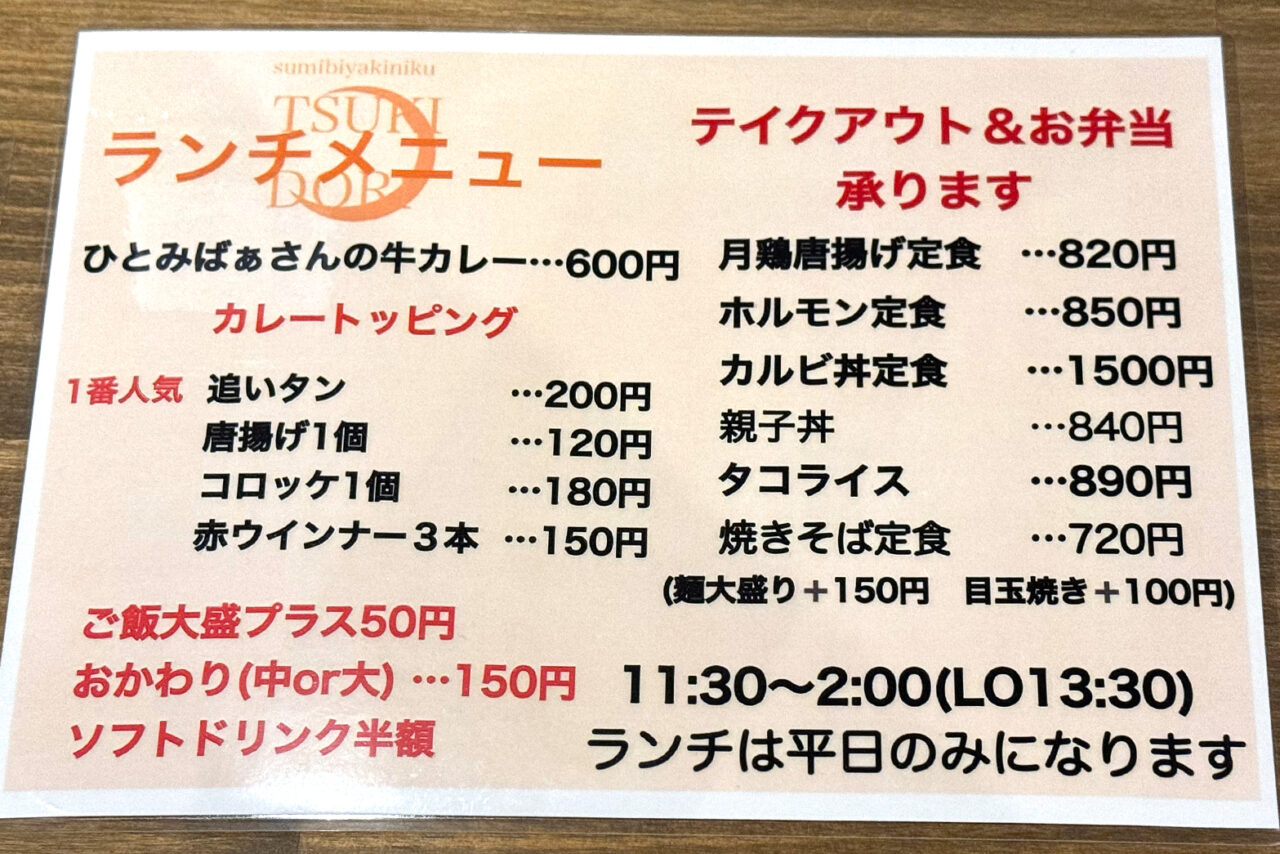 sumibiyakiniku
TSUKI
DORI
ランチメニュー
ひとみばぁさんの牛カレー…600円
カレートッピング
1番人気 追いタン …200円
唐揚げ1個 …120円
コロッケ1個 …180円
赤ウインナー３本 …150円
ご飯大盛プラス50円
おかわり(中or大) …150円
ソフトドリンク半額
テイクアウト＆お弁当
承ります
月鶏唐揚げ定食 …820円
ホルモン定食 …850円
カルビ丼定食 …1500円
親子丼 …840円
タコライス …890円
焼きそば定食 …720円
(麺大盛り＋150円 目玉焼き＋100円)
11:30〜2:00(LO13:30)
ランチは平日のみになります